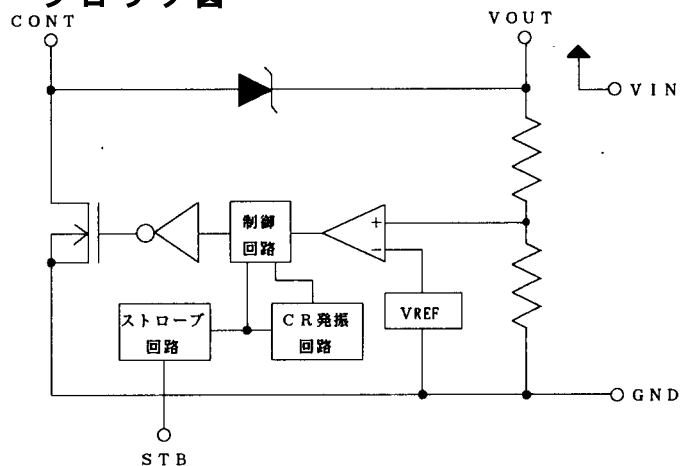 ブロック図
CONT
VOUT
VIN
制御
回路
+
−
VREF
ストローブ
回路
CR発振
回路
GND
STB